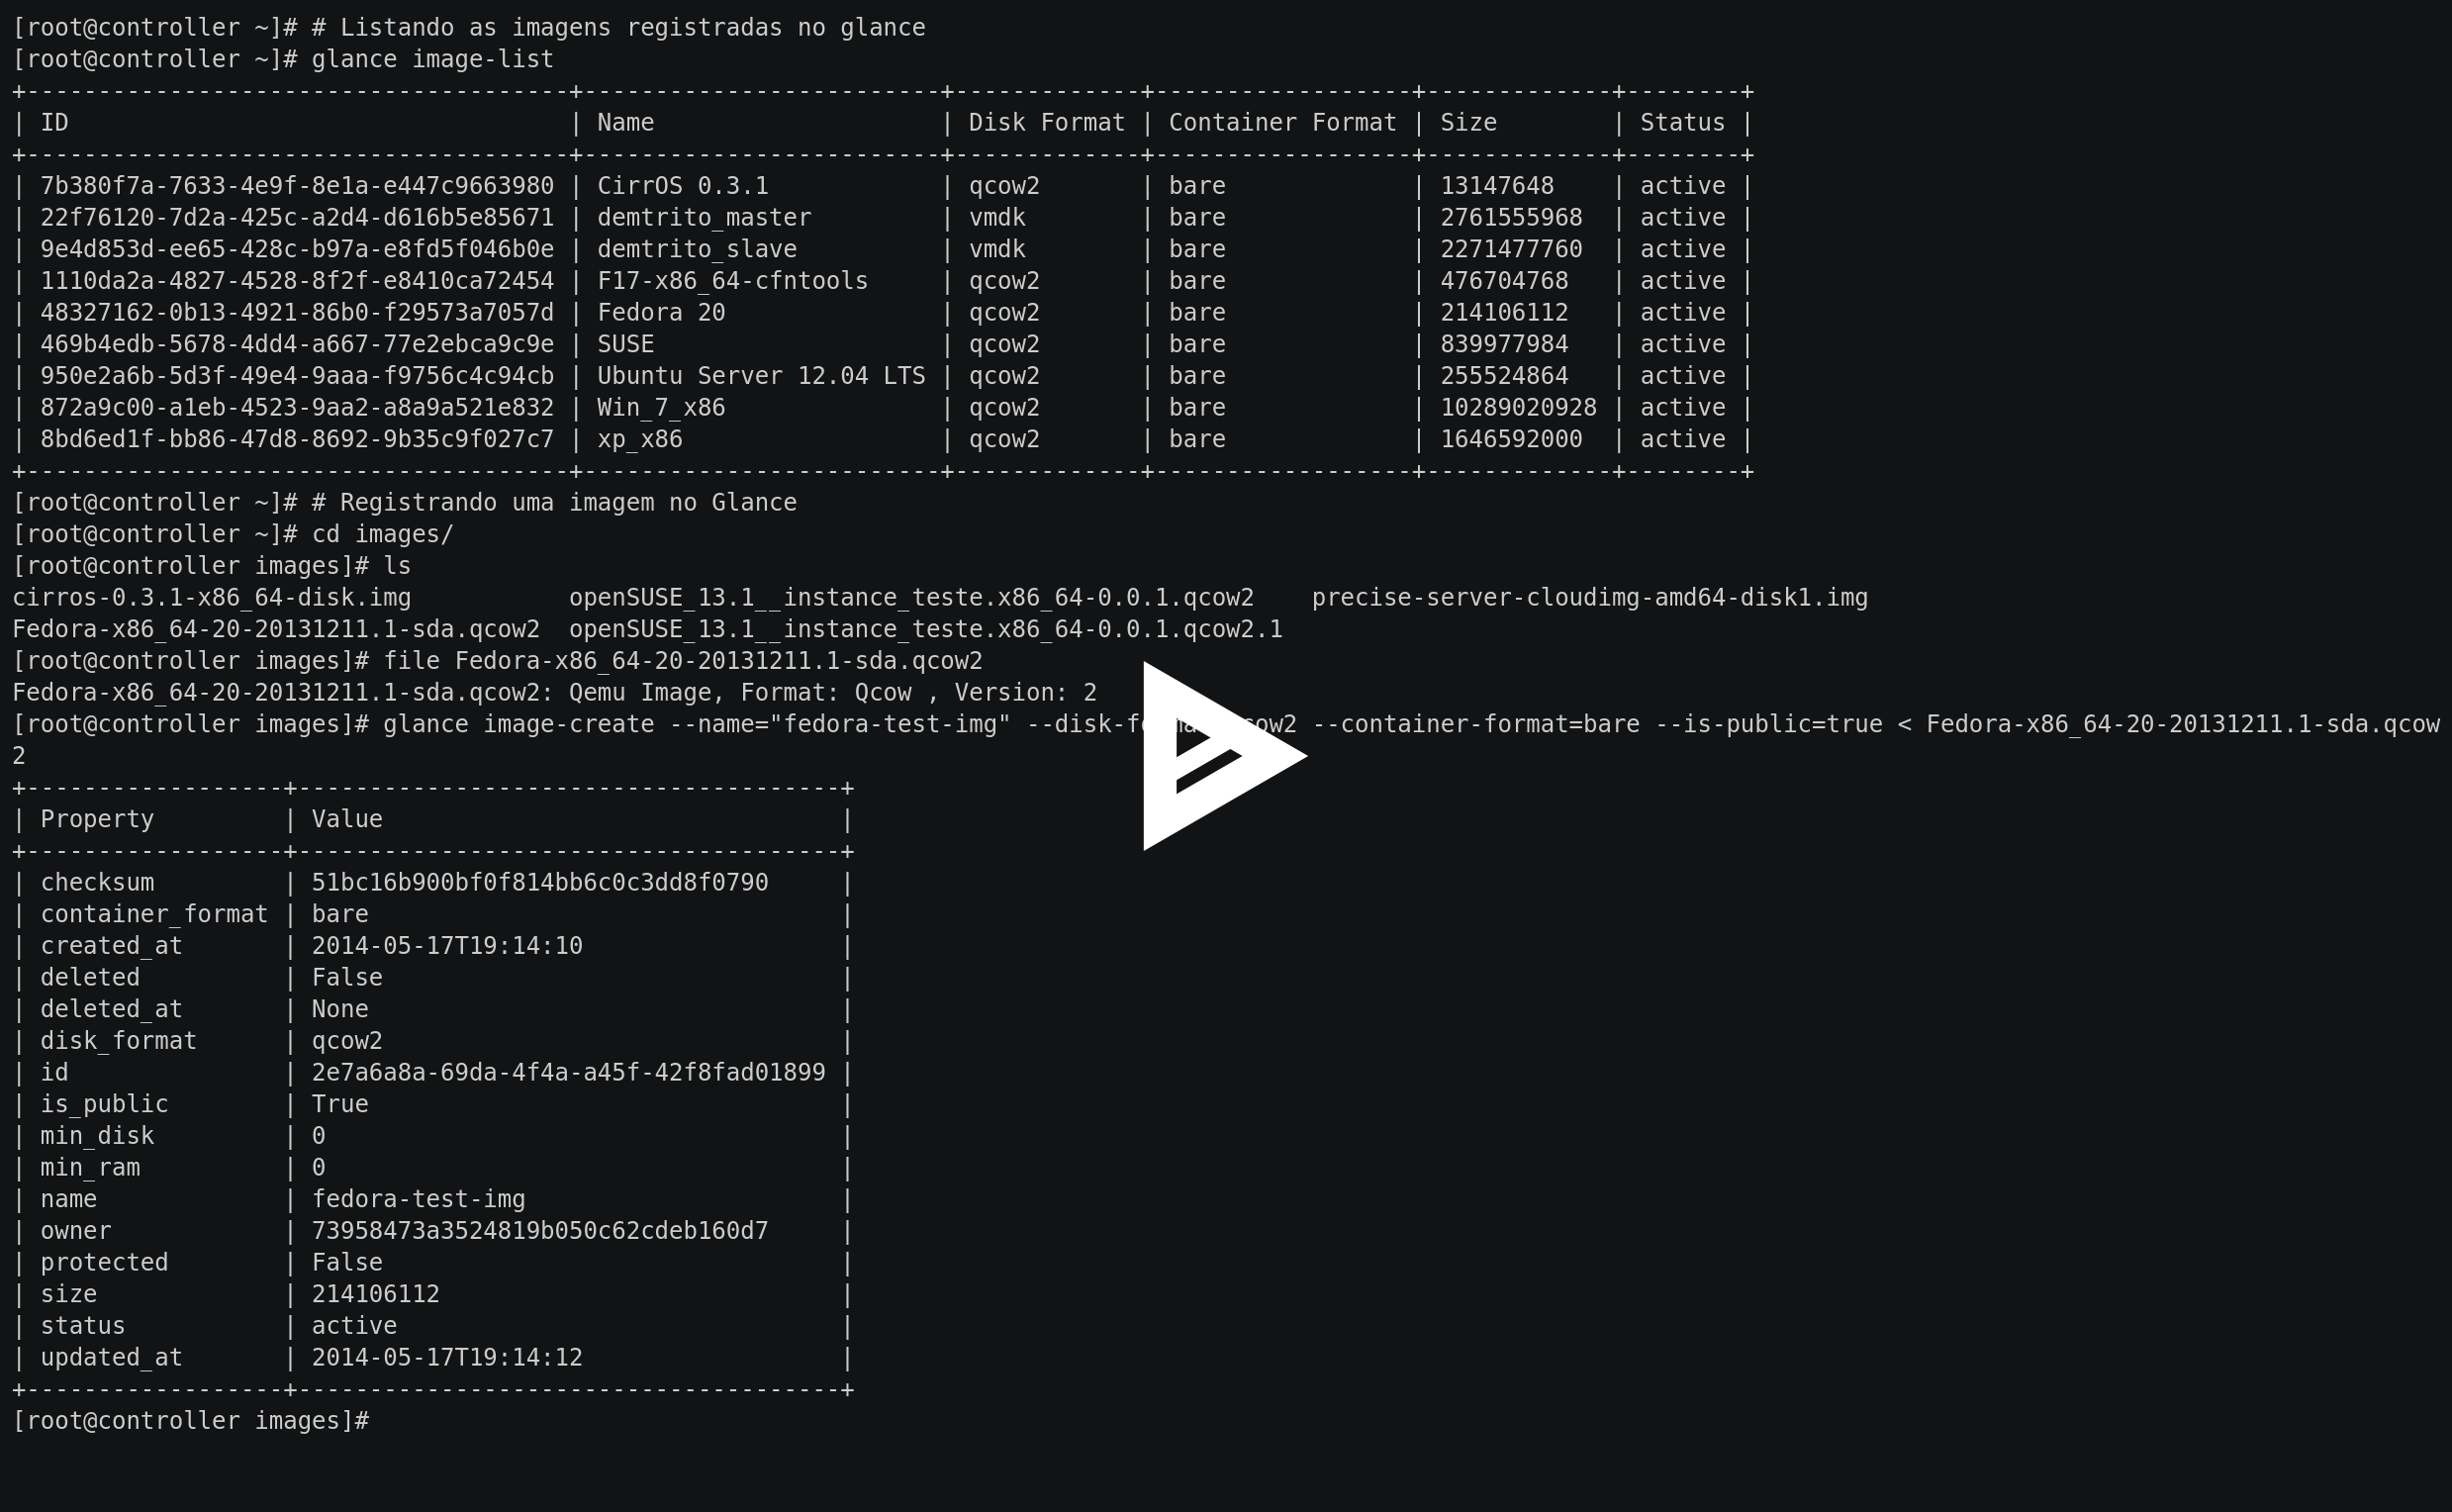 [root@controller ~]# # Listando as imagens registradas no glance
[root@controller ~]# glance image-list
+--------------------------------------+-------------------------+-------------+------------------+-------------+--------+
| ID                                   | Name                    | Disk Format | Container Format | Size        | Status |
+--------------------------------------+-------------------------+-------------+------------------+-------------+--------+
| 7b380f7a-7633-4e9f-8e1a-e447c9663980 | CirrOS 0.3.1            | qcow2       | bare             | 13147648    | active |
| 22f76120-7d2a-425c-a2d4-d616b5e85671 | demtrito_master         | vmdk        | bare             | 2761555968  | active |
| 9e4d853d-ee65-428c-b97a-e8fd5f046b0e | demtrito_slave          | vmdk        | bare             | 2271477760  | active |
| 1110da2a-4827-4528-8f2f-e8410ca72454 | F17-x86_64-cfntools     | qcow2       | bare             | 476704768   | active |
| 48327162-0b13-4921-86b0-f29573a7057d | Fedora 20               | qcow2       | bare             | 214106112   | active |
| 469b4edb-5678-4dd4-a667-77e2ebca9c9e | SUSE                    | qcow2       | bare             | 839977984   | active |
| 950e2a6b-5d3f-49e4-9aaa-f9756c4c94cb | Ubuntu Server 12.04 LTS | qcow2       | bare             | 255524864   | active |
| 872a9c00-a1eb-4523-9aa2-a8a9a521e832 | Win_7_x86               | qcow2       | bare             | 10289020928 | active |
| 8bd6ed1f-bb86-47d8-8692-9b35c9f027c7 | xp_x86                  | qcow2       | bare             | 1646592000  | active |
+--------------------------------------+-------------------------+-------------+------------------+-------------+--------+
[root@controller ~]# # Registrando uma imagem no Glance
[root@controller ~]# cd images/
[root@controller images]# ls
cirros-0.3.1-x86_64-disk.img           openSUSE_13.1__instance_teste.x86_64-0.0.1.qcow2    precise-server-cloudimg-amd64-disk1.img
Fedora-x86_64-20-20131211.1-sda.qcow2  openSUSE_13.1__instance_teste.x86_64-0.0.1.qcow2.1
[root@controller images]# file Fedora-x86_64-20-20131211.1-sda.qcow2
Fedora-x86_64-20-20131211.1-sda.qcow2: Qemu Image, Format: Qcow , Version: 2
[root@controller images]# glance image-create --name="fedora-test-img" --container-format=bare --is-public=true < Fedora-x86_64-20-20131211.1-sda.qcow
2
+------------------+--------------------------------------+
| Property         | Value                                |
+------------------+--------------------------------------+
| checksum         | 51bc16b900bf0f814bb6c0c3dd8f0790     |
| container_format | bare                                 |
| created_at       | 2014-05-17T19:14:10                  |
| deleted          | False                                |
| deleted_at       | None                                 |
| disk_format      | qcow2                                |
| id               | 2e7a6a8a-69da-4f4a-a45f-42f8fad01899 |
| is_public        | True                                 |
| min_disk         | 0                                    |
| min_ram          | 0                                    |
| name             | fedora-test-img                      |
| owner            | 73958473a3524819b050c62cdeb160d7     |
| protected        | False                                |
| size             | 214106112                            |
| status           | active                               |
| updated_at       | 2014-05-17T19:14:12                  |
+------------------+--------------------------------------+
[root@controller images]#